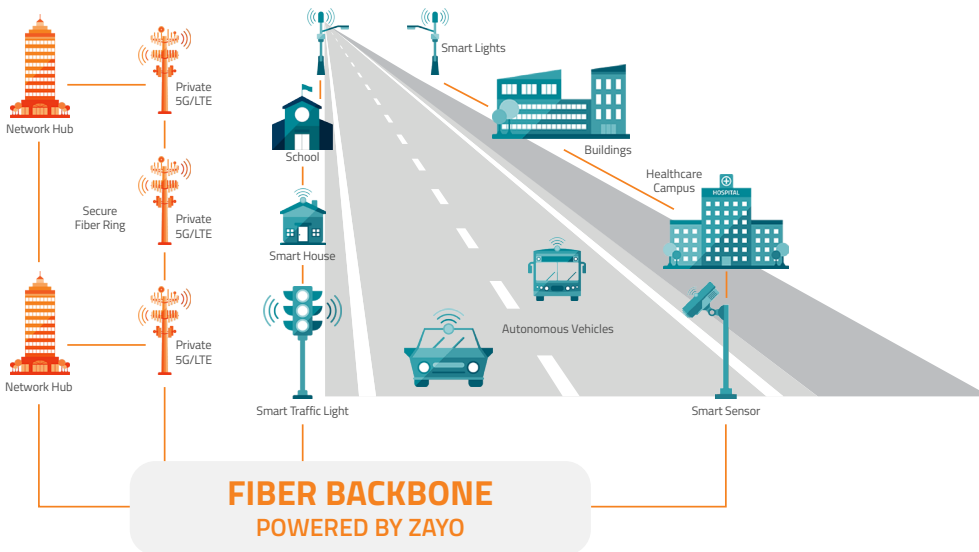 Smart Lights
Private
5G/LTE
Network Hub
School
Buildings
Healthcare
Campus
HOSPITAL
Secure
Fiber Ring
Private
5G/LTE
Smart House
Autonomous Vehicles
Private
5G/LTE
Network Hub
Smart Traffic Light
Smart Sensor
FIBER BACKBONE
POWERED BY ZAYO